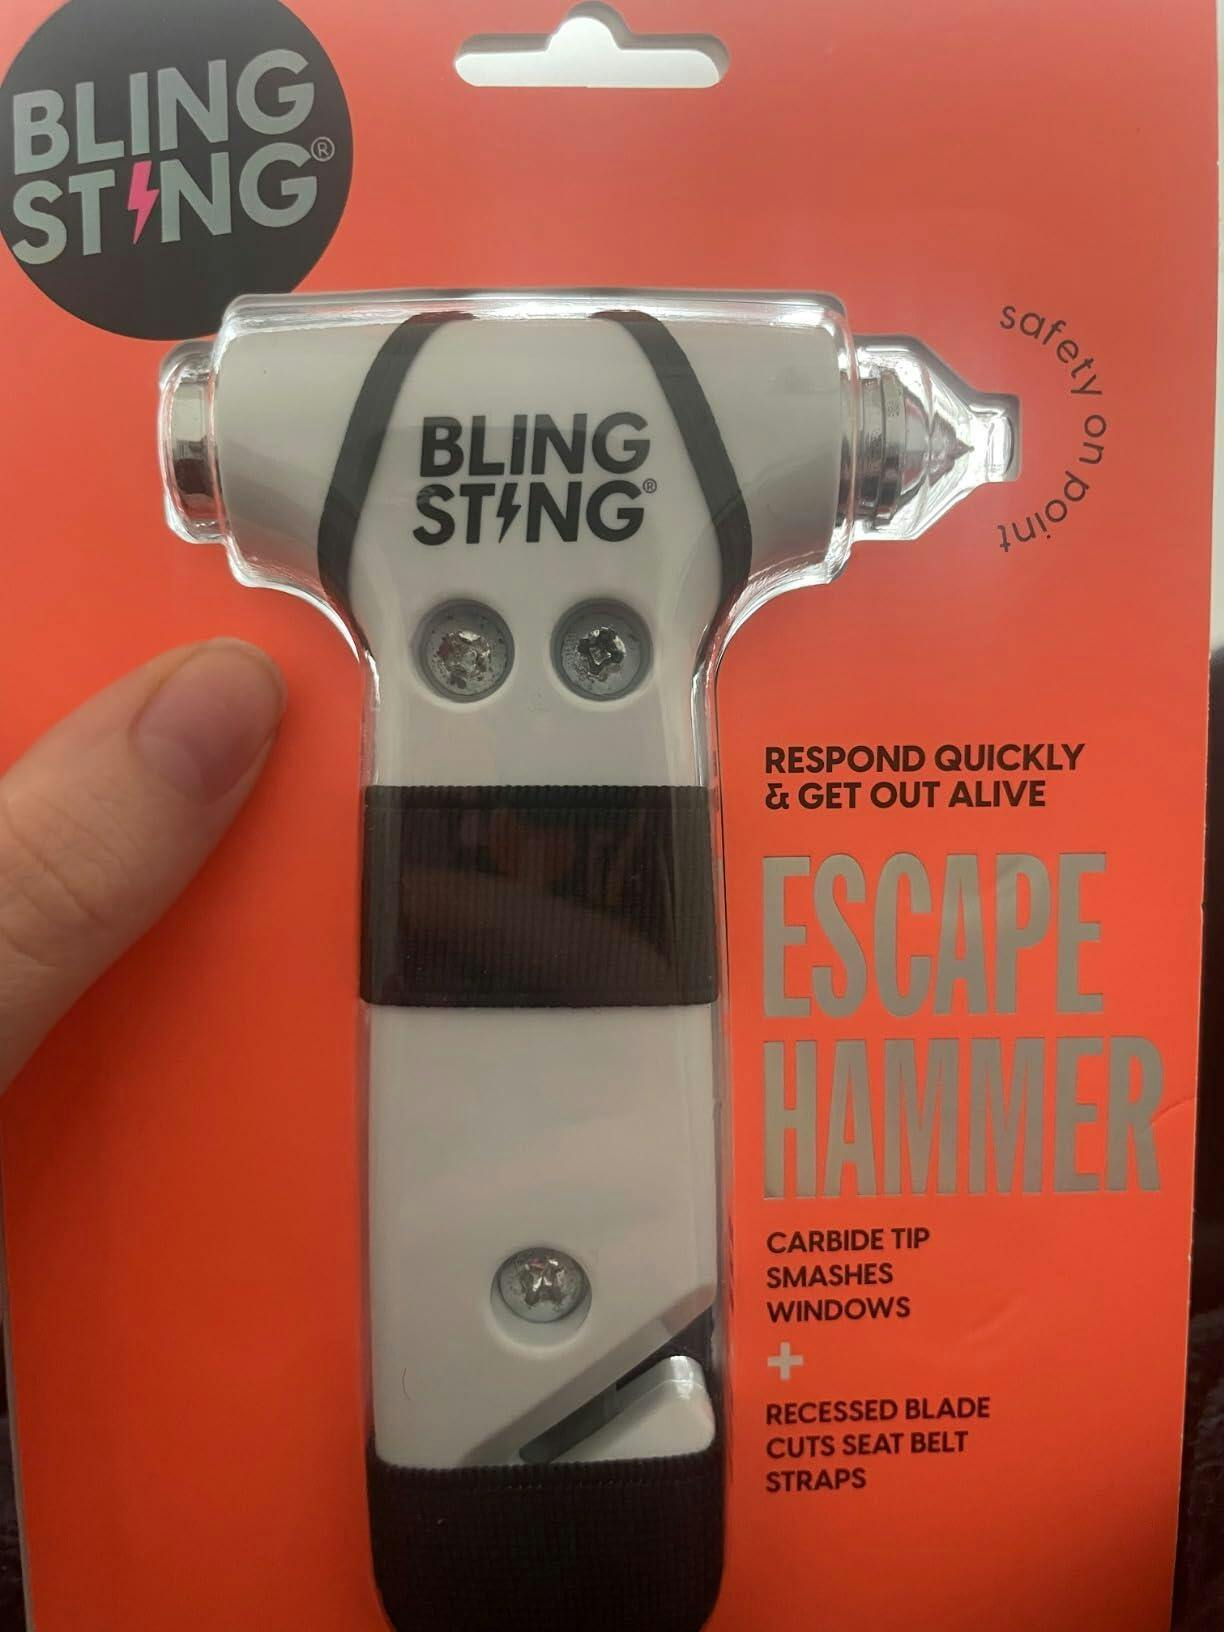 BLING
STING®
safety on point
BLING
STING®
RESPOND QUICKLY
& GET OUT ALIVE
ESCAPE
HAMMER
CARBIDE TIP
SMASHES
WINDOWS
+
RECESSED BLADE
CUTS SEAT BELT
STRAPS